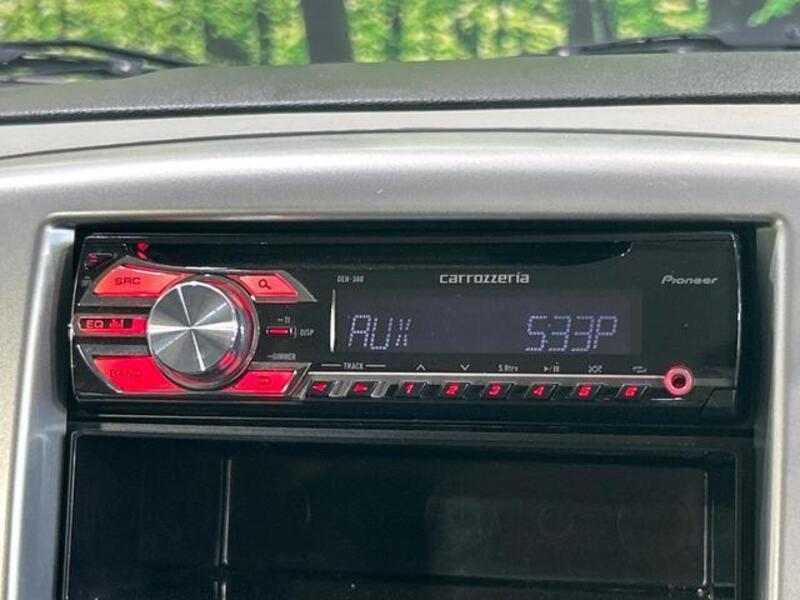 DEH-380 carrozzeria Pioneer
SRC
EQ
DISP
DIMMER
BAND
AUX 5:33P
TRACK S.Rtrv
1 2 3 4 5 6